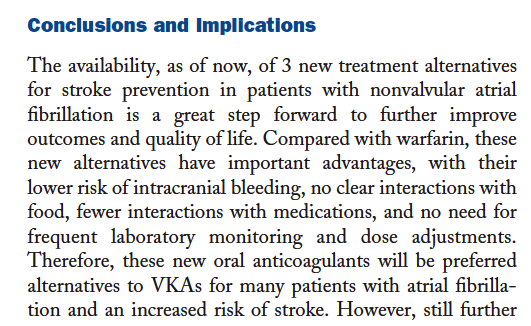 Conclusions and Implications
The availability, as of now, of 3 new treatment alternatives
for stroke prevention in patients with nonvalvular atrial
fibrillation is a great step forward to further improve
outcomes and quality of life. Compared with warfarin, these
new alternatives have important advantages, with their
lower risk of intracranial bleeding, no clear interactions with
food, fewer interactions with medications, and no need for
frequent laboratory monitoring and dose adjustments.
Therefore, these new oral anticoagulants will be preferred
alternatives to VKAs for many patients with atrial fibrilla-
tion and an increased risk of stroke. However, still further